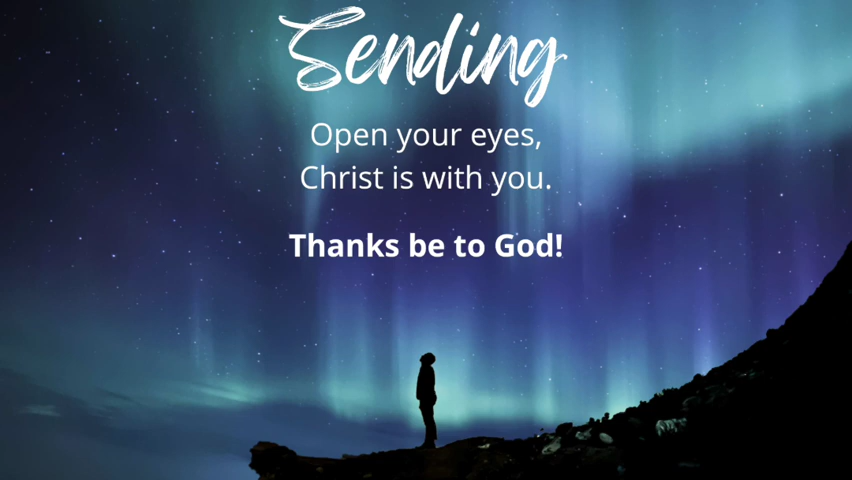 Sending
Open your eyes,
Christ is with you.
Thanks be to God!